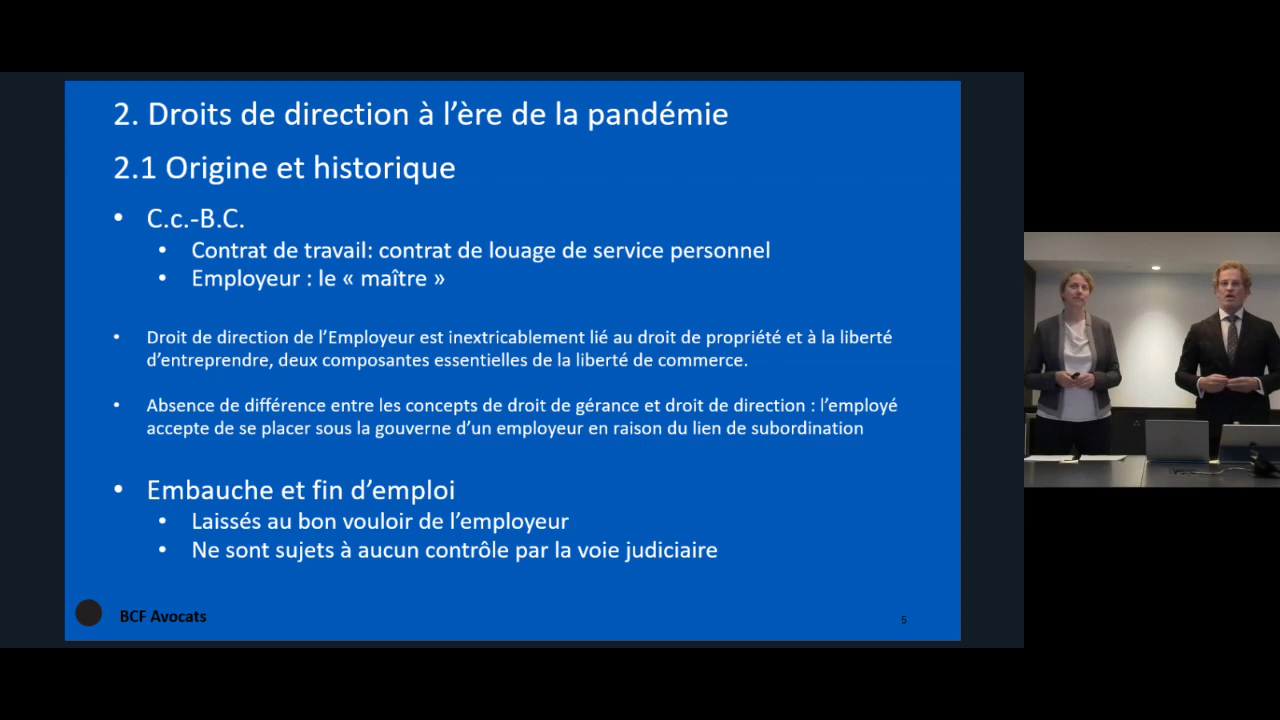 2. Droits de direction à l’ère de la pandémie
2.1 Origine et historique
• C.c.-B.C.
• Contrat de travail: contrat de louage de service personnel
• Employeur : le « maître »
• Droit de direction de l’Employeur est inextricablement lié au droit de propriété et à la liberté
d’entreprendre, deux composantes essentielles de la liberté de commerce.
• Absence de différence entre les concepts de droit de gérance et droit de direction : l’employé
accepte de se placer sous la gouverne d’un employeur en raison du lien de subordination
• Embauche et fin d’emploi
• Laissés au bon vouloir de l’employeur
• Ne sont sujets à aucun contrôle par la voie judiciaire
BCF Avocats
5